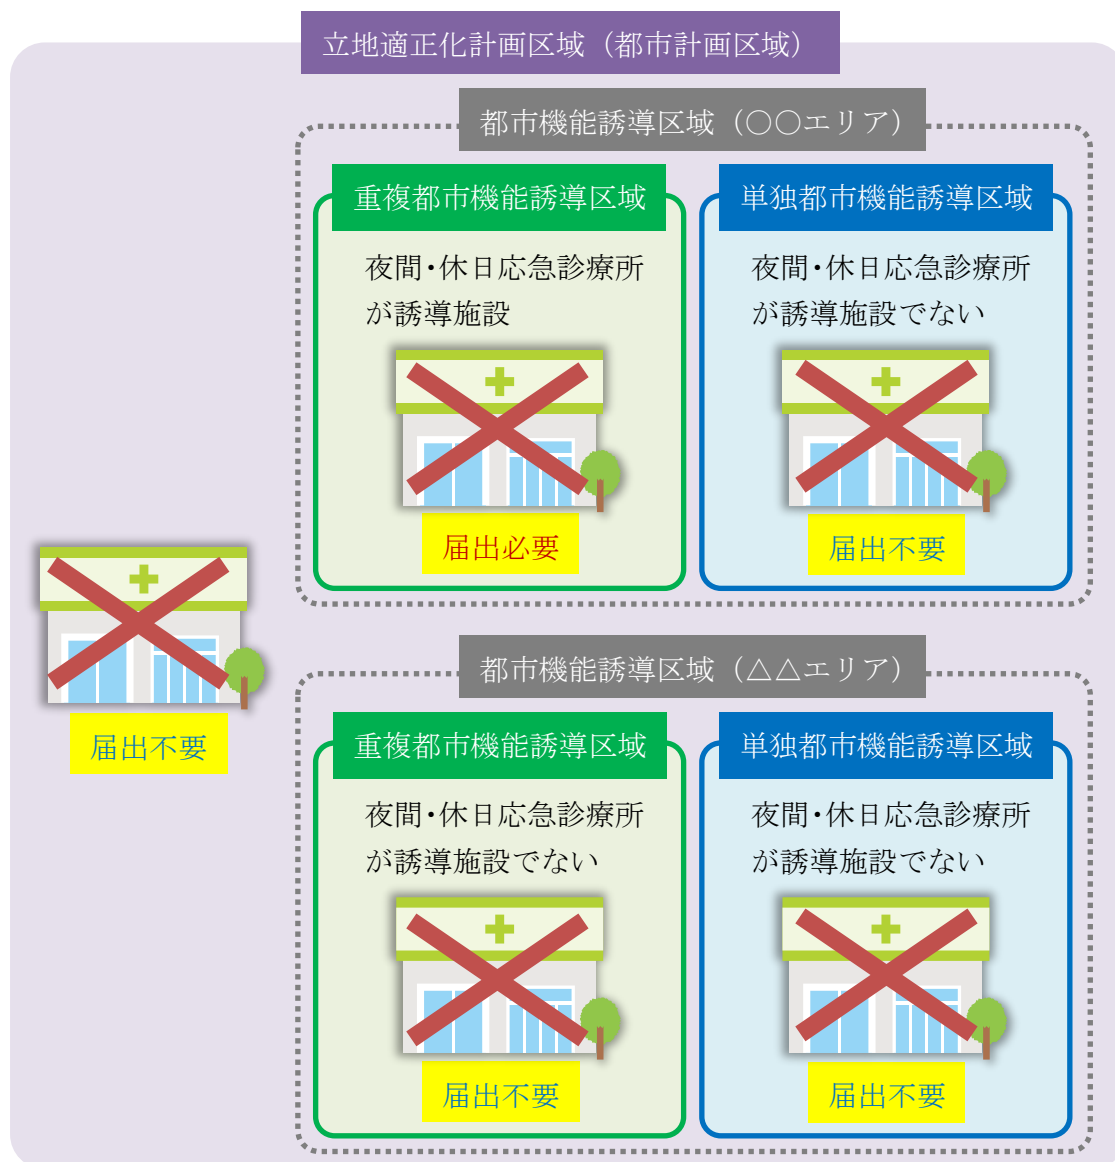 立地適正化計画区域（都市計画区域）
都市機能誘導区域（○○エリア）
重複都市機能誘導区域
夜間・休日応急診療所
が誘導施設
届出必要
単独都市機能誘導区域
夜間・休日応急診療所
が誘導施設でない
届出不要
届出不要
都市機能誘導区域（△△エリア）
重複都市機能誘導区域
夜間・休日応急診療所
が誘導施設でない
届出不要
単独都市機能誘導区域
夜間・休日応急診療所
が誘導施設でない
届出不要